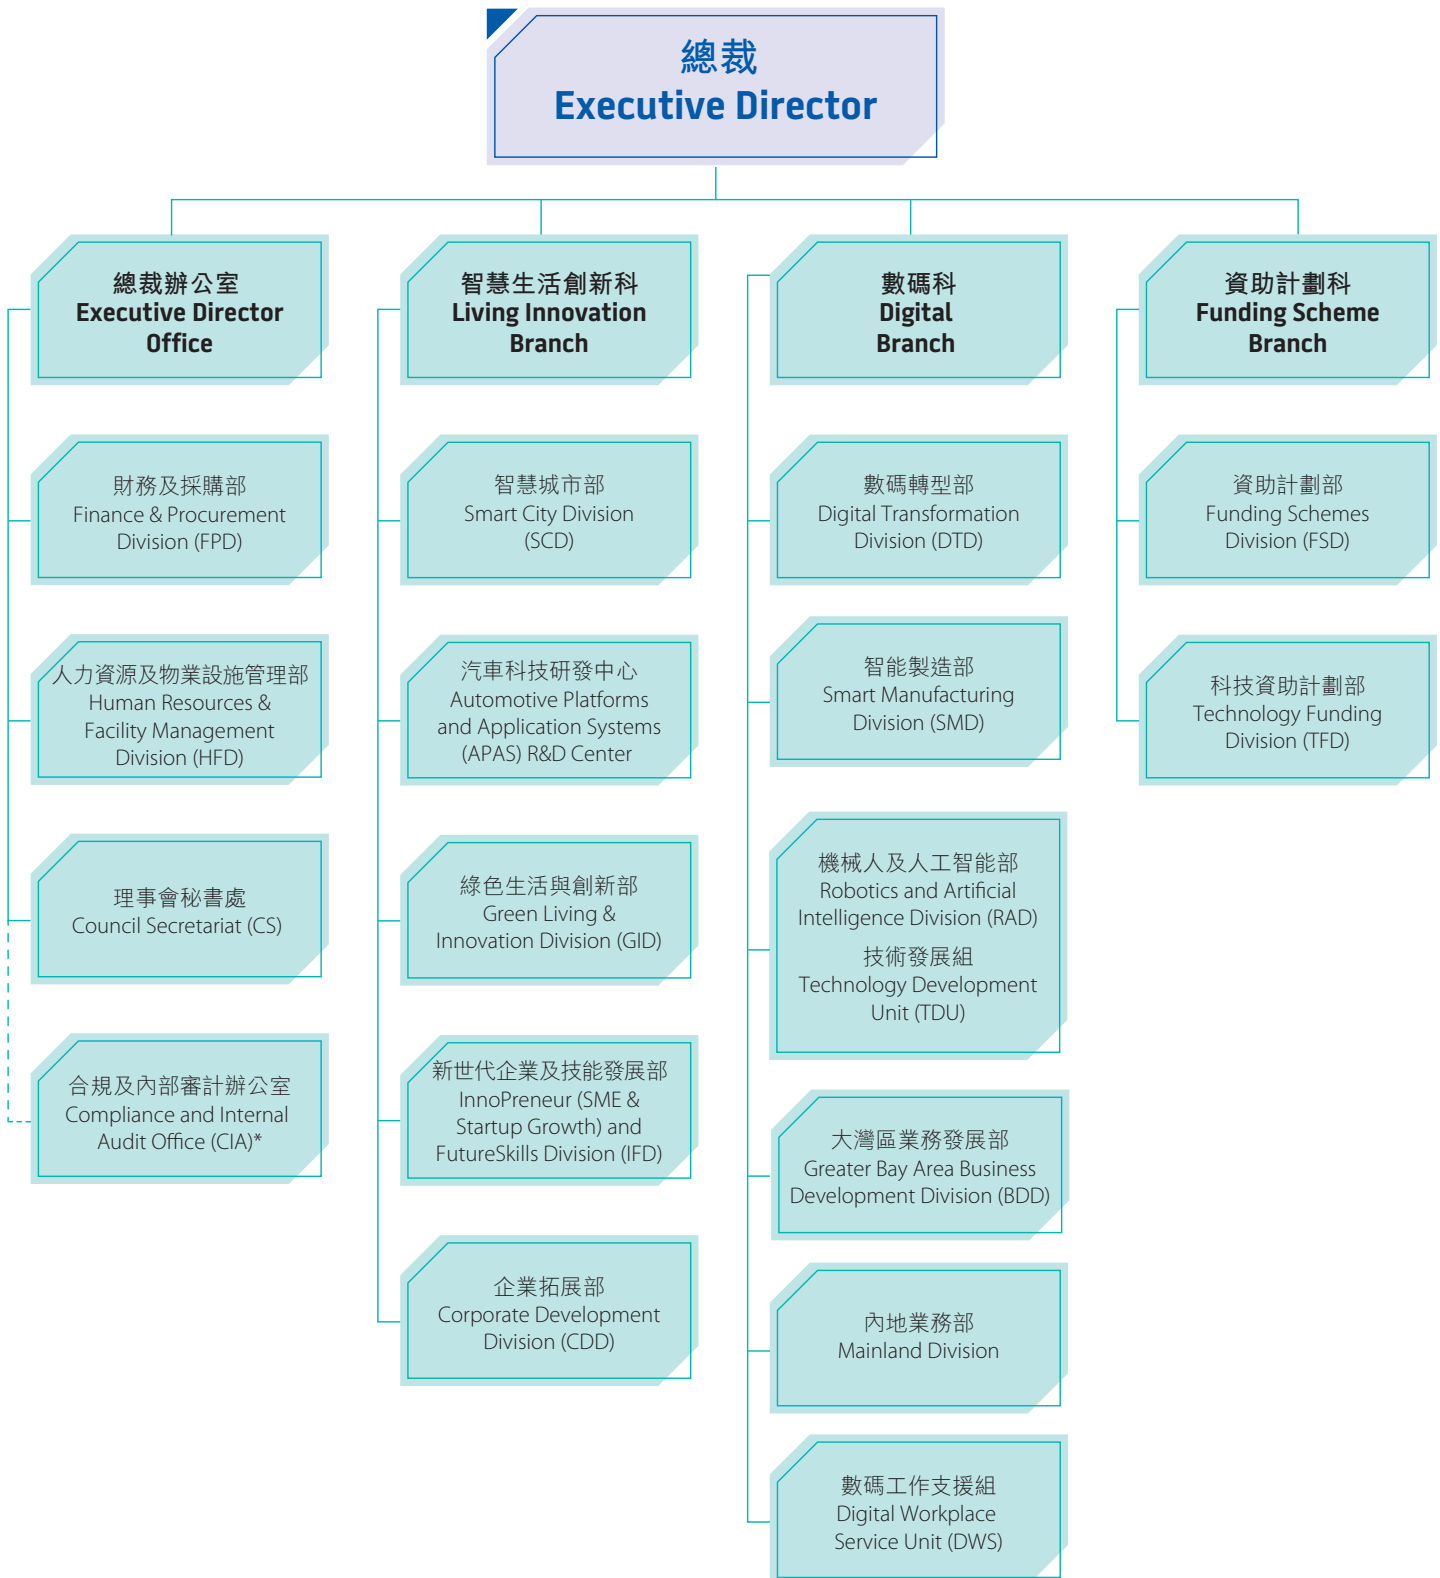 總裁
Executive Director
總裁辦公室
Executive Director
Office
財務及採購部
Finance & Procurement
Division (FPD)
人力資源及物業設施管理部
Human Resources &
Facility Management
Division (HFD)
理事會秘書處
Council Secretariat (CS)
合規及內部審計辦公室
Compliance and Internal
Audit Office (CIA)*
智慧生活創新科
Living Innovation
Branch
智慧城市部
Smart City Division
(SCD)
汽車科技研發中心
Automotive Platforms
and Application Systems
(APAS) R&D Center
綠色生活與創新部
Green Living &
Innovation Division (GID)
新世代企業及技能發展部
InnoPreneur (SME &
Startup Growth) and
FutureSkills Division (IFD)
企業拓展部
Corporate Development
Division (CDD)
數碼科
Digital
Branch
數碼轉型部
Digital Transformation
Division (DTD)
智能製造部
Smart Manufacturing
Division (SMD)
機械人及人工智能部
Robotics and Artificial
Intelligence Division (RAD)
技術發展組
Technology Development
Unit (TDU)
大灣區業務發展部
Greater Bay Area Business
Development Division (BDD)
內地業務部
Mainland Division
數碼工作支援組
Digital Workplace
Service Unit (DWS)
資助計劃科
Funding Scheme
Branch
資助計劃部
Funding Schemes
Division (FSD)
科技資助計劃部
Technology Funding
Division (TFD)